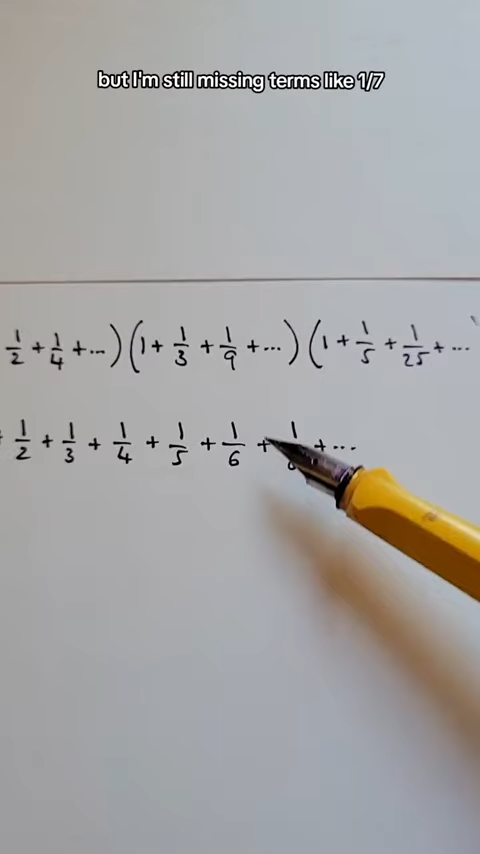 but I'm still missing terms like 1/7
1/2 + 1/4 + ...)(1 + 1/3 + 1/9 + ...)(1 + 1/5 + 1/25 + ...
+ 1/2 + 1/3 + 1/4 + 1/5 + 1/6 + + ...